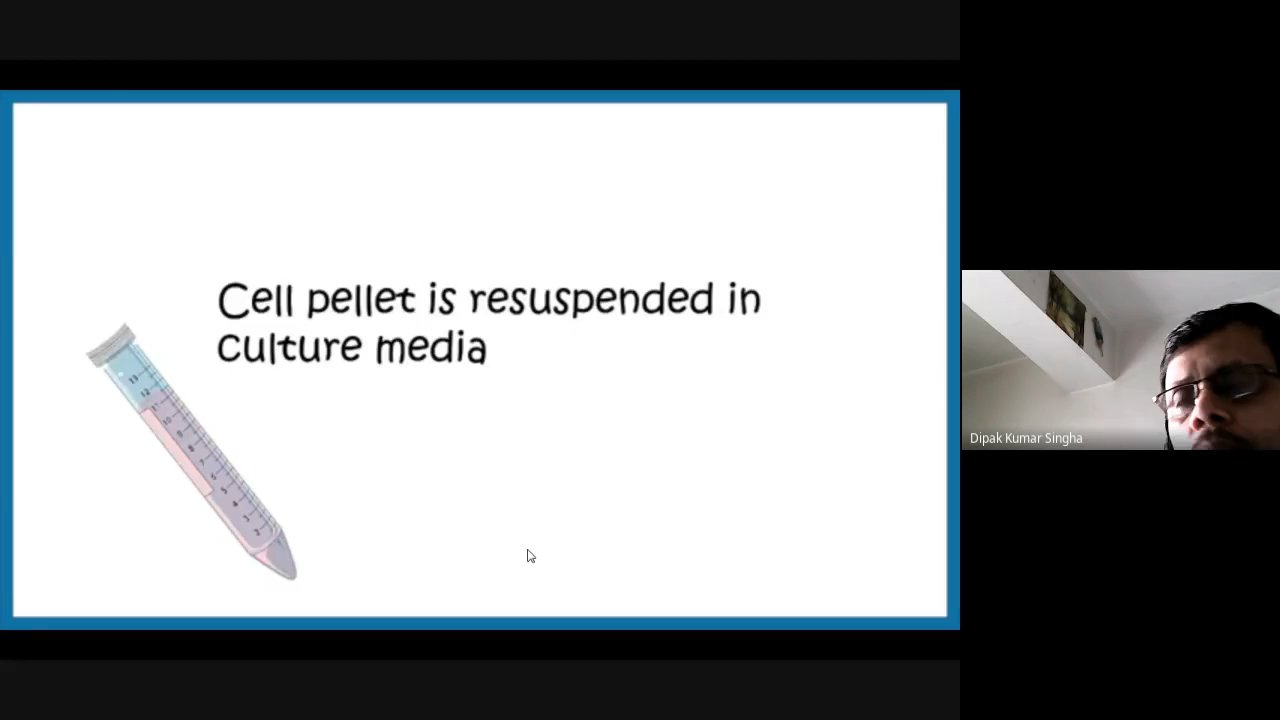 Cell pellet is resuspended in
culture media
Dipak Kumar Singha